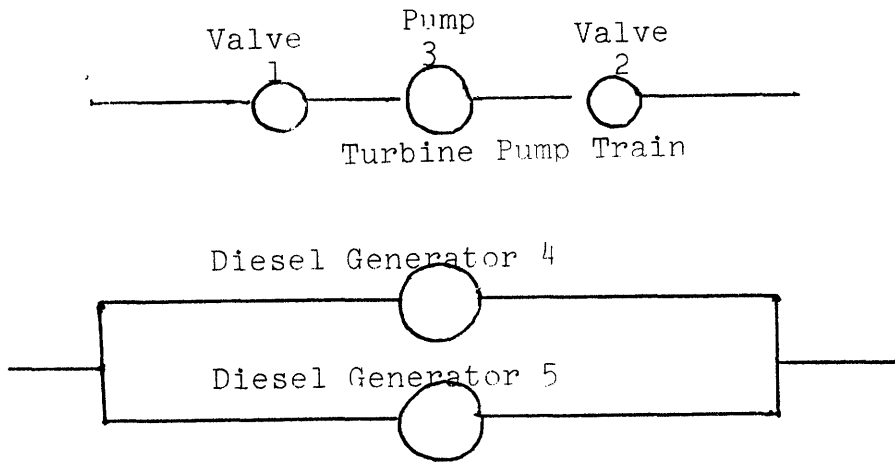 Valve 1
Pump 3
Valve 2
Turbine Pump Train
Diesel Generator 4
Diesel Generator 5